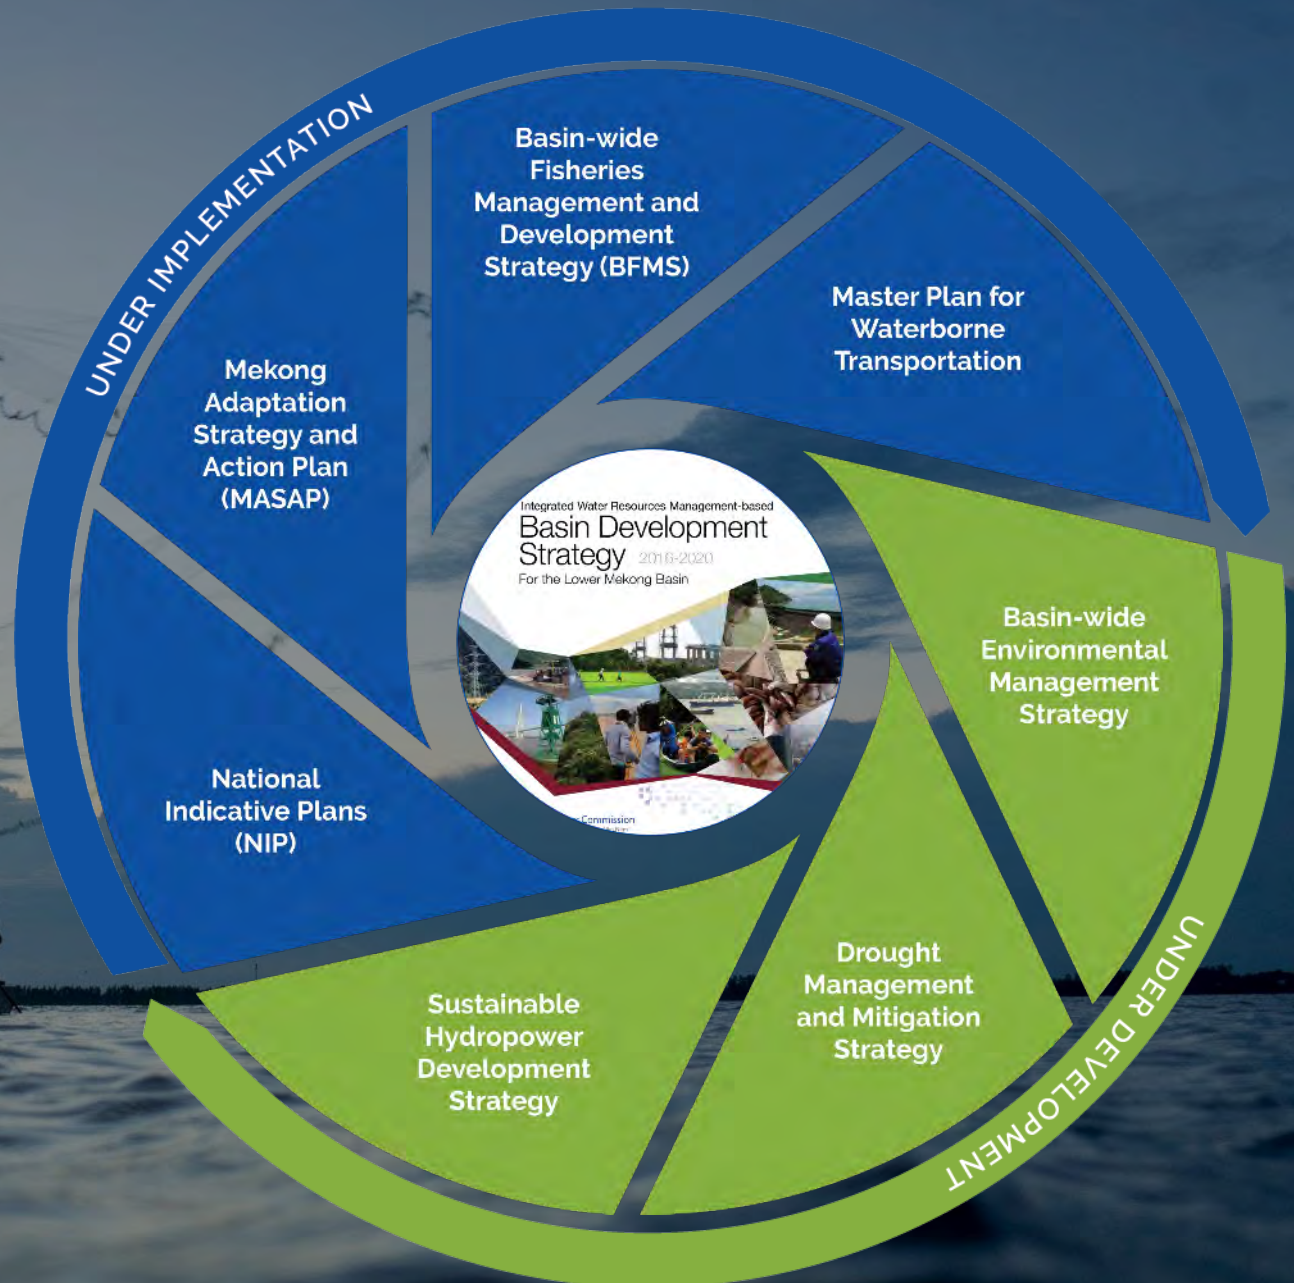 UNDER IMPLEMENTATION
Basin-wide
Fisheries
Management and
Development
Strategy (BFMS)
Master Plan for
Waterborne
Transportation
Mekong
Adaptation
Strategy and
Action Plan
(MASAP)
Integrated Water Resources Management-based
Basin Development
Strategy 2016-2020
For the Lower Mekong Basin
Commission
Basin-wide
Environmental
Management
Strategy
National
Indicative Plans
(NIP)
Drought
Management
and Mitigation
Strategy
Sustainable
Hydropower
Development
Strategy
UNDER DEVELOPMENT